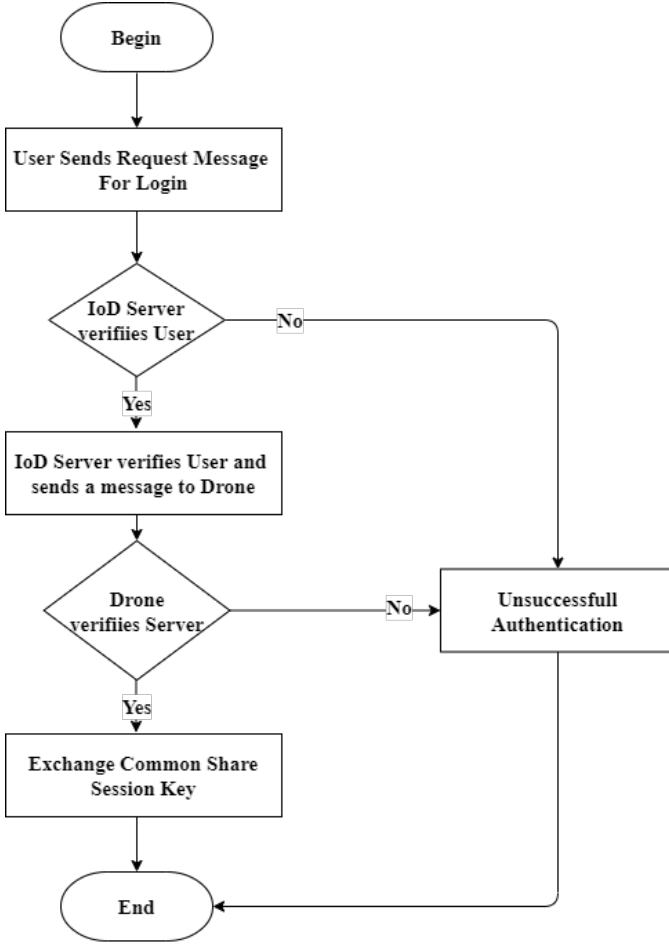 Begin
User Sends Request Message
For Login
IoD Server
verifiies User
No
Yes
IoD Server verifies User and
sends a message to Drone
Drone
verifiies Server
No
Unsuccessfull
Authentication
Yes
Exchange Common Share
Session Key
End